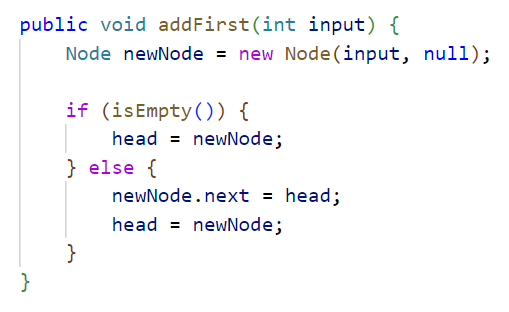 public void addFirst(int input) {
    Node newNode = new Node(input, null);

    if (isEmpty()) {
        head = newNode;
    } else {
        newNode.next = head;
        head = newNode;
    }
}